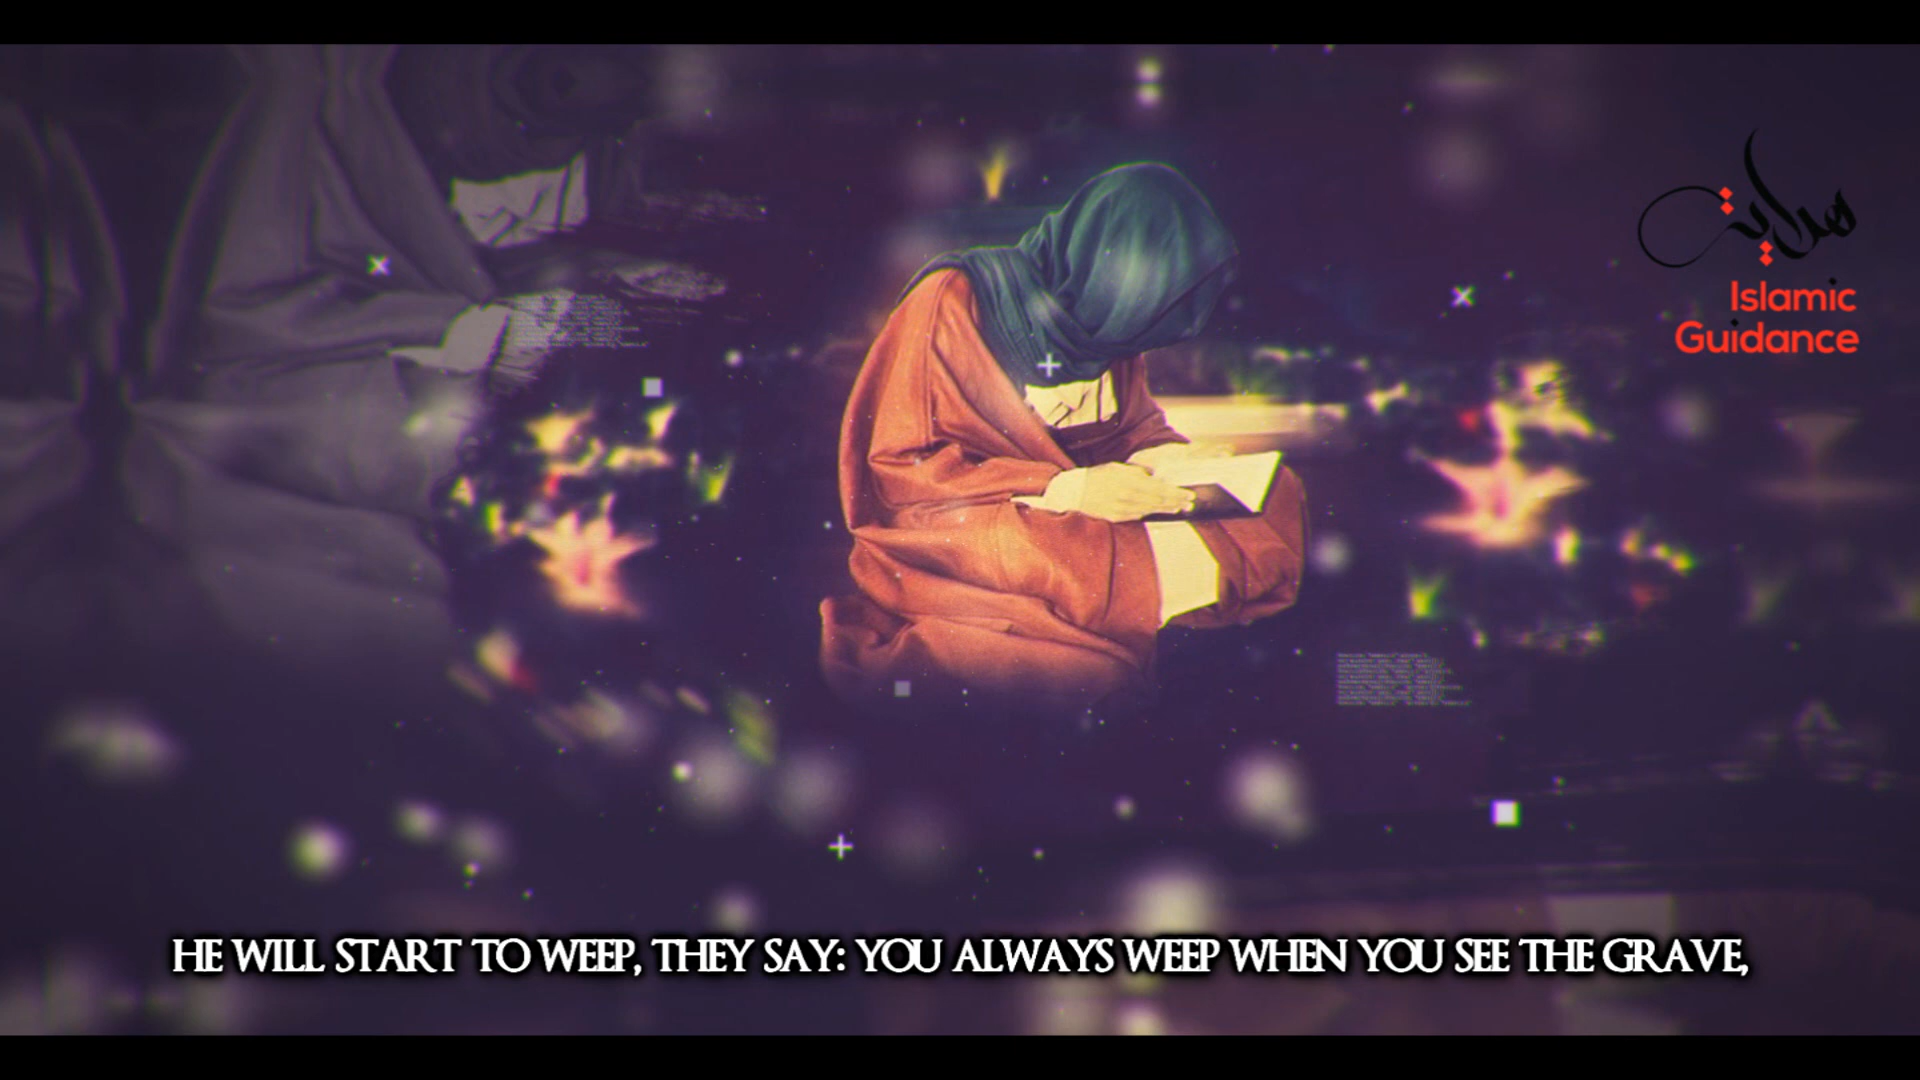 هداية
Islamic
Guidance
HE WILL START TO WEEP, THEY SAY: YOU ALWAYS WEEP WHEN YOU SEE THE GRAVE,